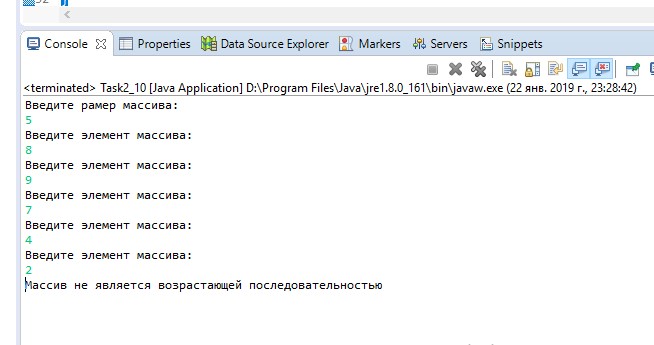 Console Properties Data Source Explorer Markers Servers Snippets
<terminated> Task2_10 [Java Application] D:\Program Files\Java\jre1.8.0_161\bin\javaw.exe (22 янв. 2019 г., 23:28:42)
Введите рамер массива:
5
Введите элемент массива:
8
Введите элемент массива:
9
Введите элемент массива:
7
Введите элемент массива:
4
Введите элемент массива:
2
Массив не является возрастающей последовательностью